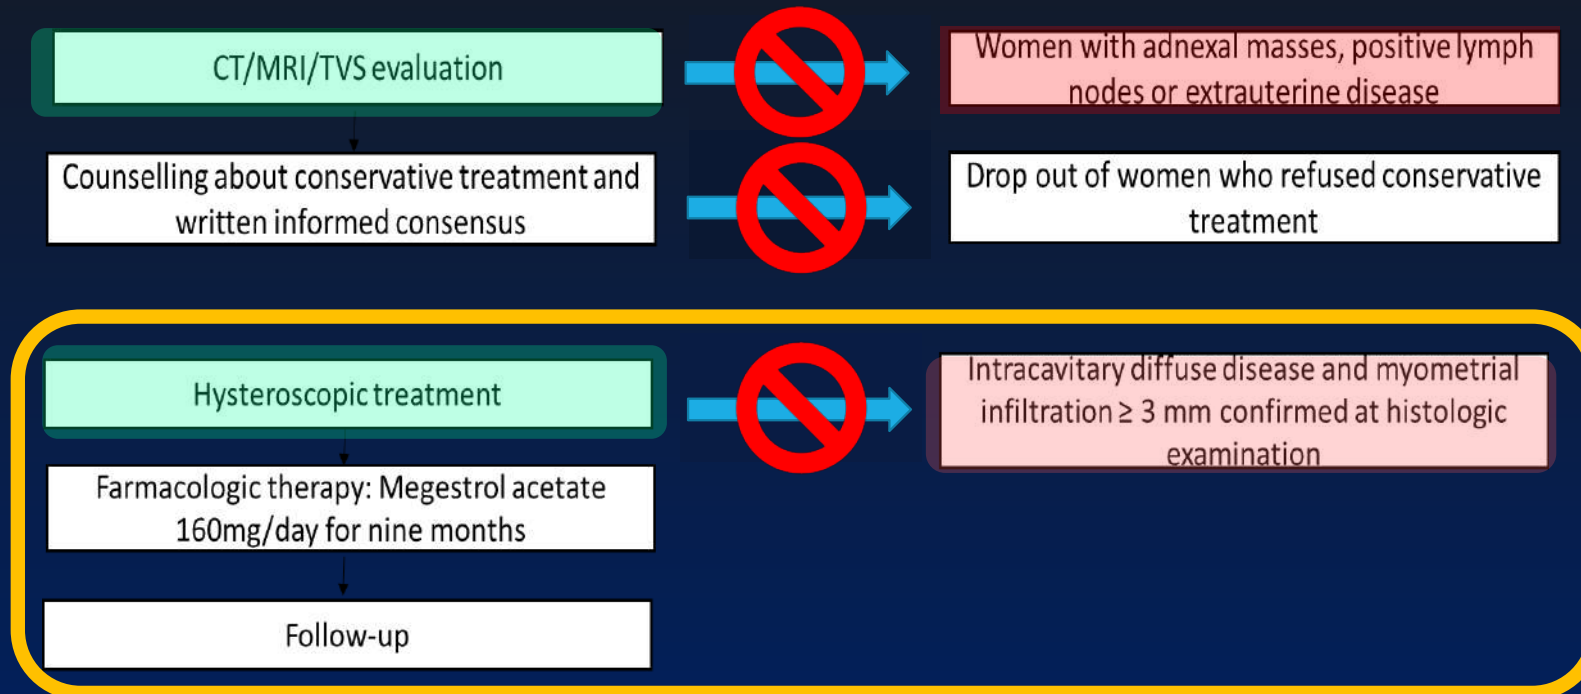 CT/MRI/TVS evaluation
Women with adnexal masses, positive lymph
nodes or extrauterine disease
Counselling about conservative treatment and
written informed consensus
Drop out of women who refused conservative
treatment
Hysteroscopic treatment
Intracavitary diffuse disease and myometrial
infiltration ≥ 3 mm confirmed at histologic
examination
Farmacologic therapy: Megestrol acetate
160mg/day for nine months
Follow-up